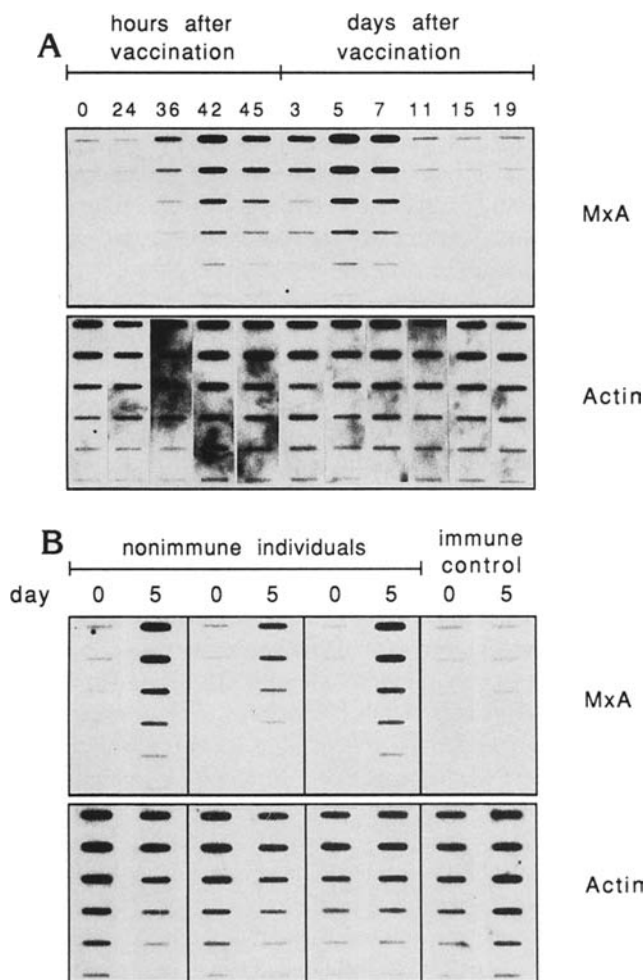 A
hours after vaccination
days after vaccination
0 24 36 42 45 3 5 7 11 15 19
MxA
Actin
B
nonimmune individuals
immune control
day 0 5 0 5 0 5 0 5
MxA
Actin